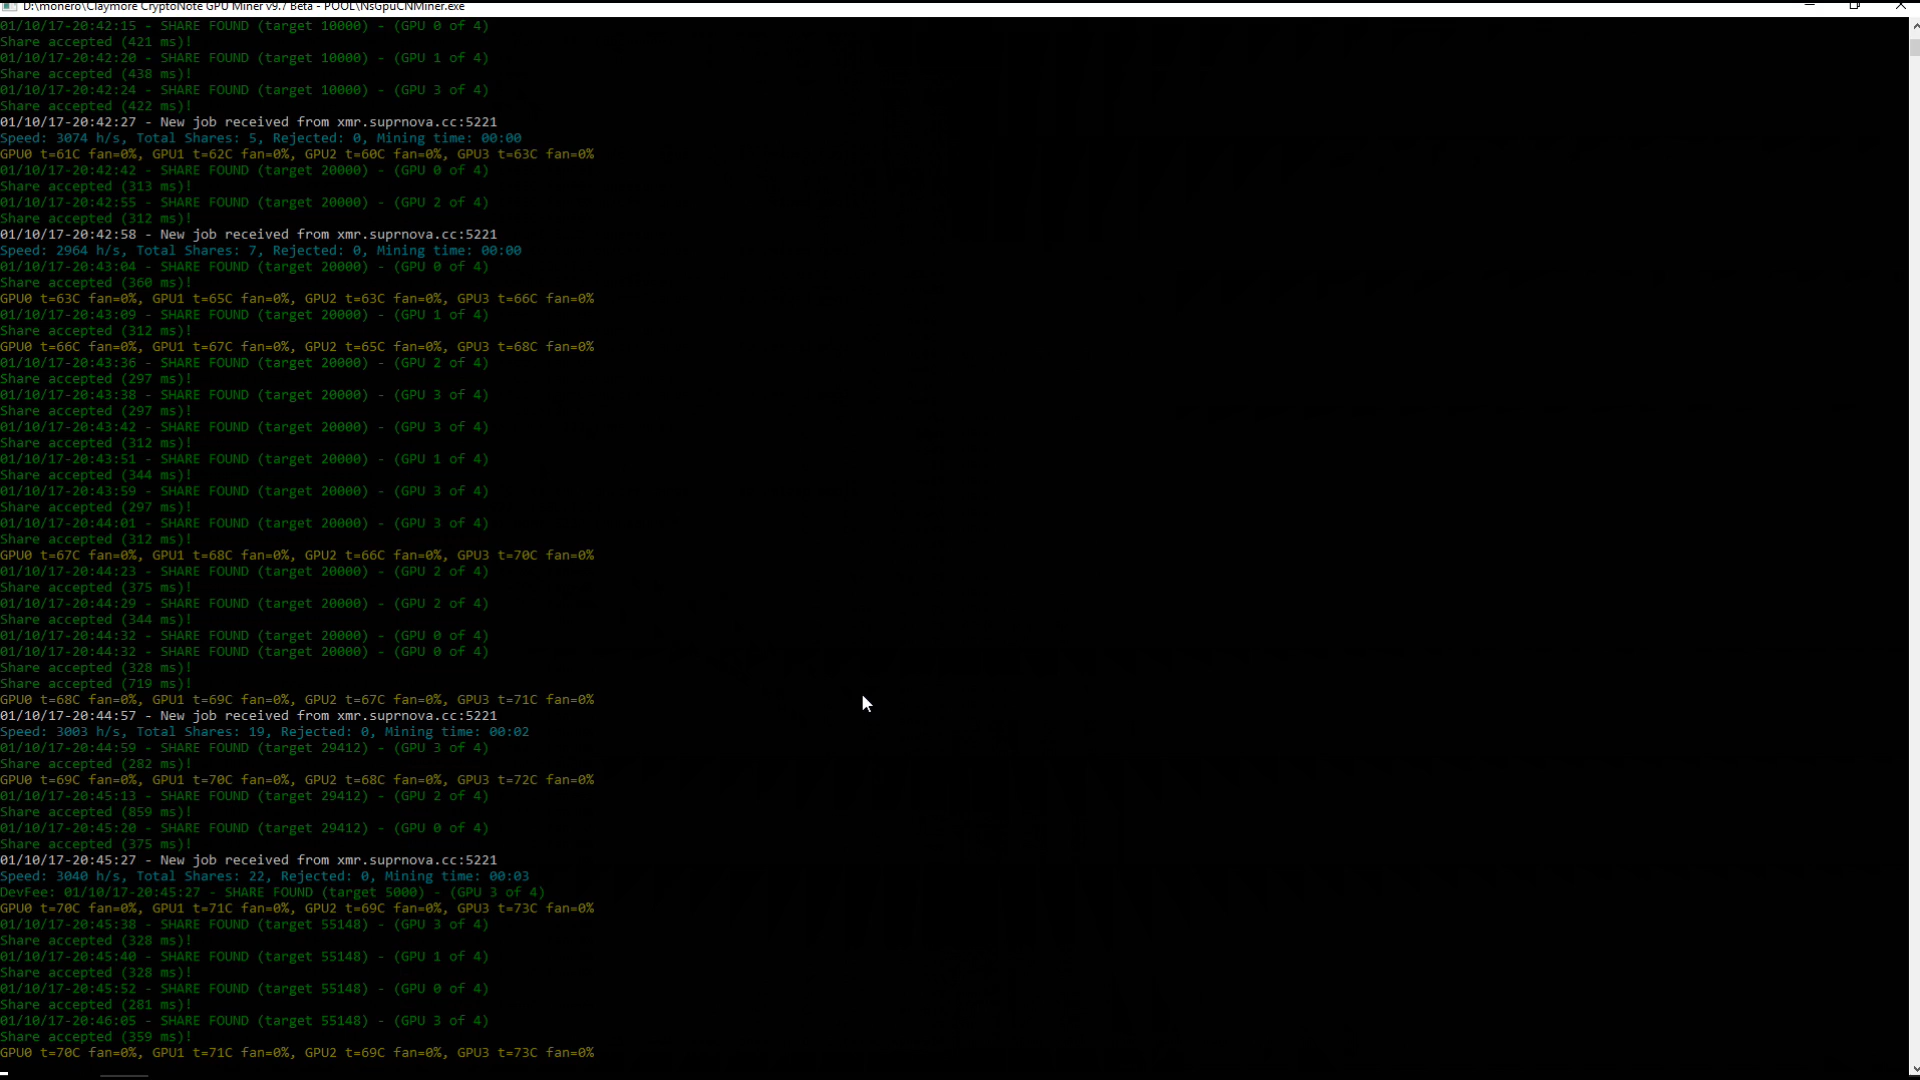 D:\monero\Claymore CryptoNote GPU Miner v9.7 Beta - POOL\NsGpuCNMiner.exe
01/10/17-20:42:15 - SHARE FOUND (target 10000) - (GPU 0 of 4)
Share accepted (421 ms)!
01/10/17-20:42:20 - SHARE FOUND (target 10000) - (GPU 1 of 4)
Share accepted (438 ms)!
01/10/17-20:42:24 - SHARE FOUND (target 10000) - (GPU 3 of 4)
Share accepted (422 ms)!
01/10/17-20:42:27 - New job received from xmr.suprnova.cc:5221
Speed: 3074 h/s, Total Shares: 5, Rejected: 0, Mining time: 00:00
GPU0 t=61C fan=0%, GPU1 t=62C fan=0%, GPU2 t=60C fan=0%, GPU3 t=63C fan=0%
01/10/17-20:42:42 - SHARE FOUND (target 20000) - (GPU 0 of 4)
Share accepted (313 ms)!
01/10/17-20:42:55 - SHARE FOUND (target 20000) - (GPU 2 of 4)
Share accepted (312 ms)!
01/10/17-20:42:58 - New job received from xmr.suprnova.cc:5221
Speed: 2964 h/s, Total Shares: 7, Rejected: 0, Mining time: 00:00
01/10/17-20:43:04 - SHARE FOUND (target 20000) - (GPU 0 of 4)
Share accepted (360 ms)!
GPU0 t=63C fan=0%, GPU1 t=65C fan=0%, GPU2 t=63C fan=0%, GPU3 t=66C fan=0%
01/10/17-20:43:09 - SHARE FOUND (target 20000) - (GPU 1 of 4)
Share accepted (312 ms)!
GPU0 t=66C fan=0%, GPU1 t=67C fan=0%, GPU2 t=65C fan=0%, GPU3 t=68C fan=0%
01/10/17-20:43:36 - SHARE FOUND (target 20000) - (GPU 2 of 4)
Share accepted (297 ms)!
01/10/17-20:43:38 - SHARE FOUND (target 20000) - (GPU 3 of 4)
Share accepted (297 ms)!
01/10/17-20:43:42 - SHARE FOUND (target 20000) - (GPU 3 of 4)
Share accepted (312 ms)!
01/10/17-20:43:51 - SHARE FOUND (target 20000) - (GPU 1 of 4)
Share accepted (344 ms)!
01/10/17-20:43:59 - SHARE FOUND (target 20000) - (GPU 3 of 4)
Share accepted (297 ms)!
01/10/17-20:44:01 - SHARE FOUND (target 20000) - (GPU 3 of 4)
Share accepted (312 ms)!
GPU0 t=67C fan=0%, GPU1 t=68C fan=0%, GPU2 t=66C fan=0%, GPU3 t=70C fan=0%
01/10/17-20:44:23 - SHARE FOUND (target 20000) - (GPU 2 of 4)
Share accepted (375 ms)!
01/10/17-20:44:29 - SHARE FOUND (target 20000) - (GPU 2 of 4)
Share accepted (344 ms)!
01/10/17-20:44:32 - SHARE FOUND (target 20000) - (GPU 0 of 4)
01/10/17-20:44:32 - SHARE FOUND (target 20000) - (GPU 0 of 4)
Share accepted (328 ms)!
Share accepted (719 ms)!
GPU0 t=68C fan=0%, GPU1 t=69C fan=0%, GPU2 t=67C fan=0%, GPU3 t=71C fan=0%
01/10/17-20:44:57 - New job received from xmr.suprnova.cc:5221
Speed: 3003 h/s, Total Shares: 19, Rejected: 0, Mining time: 00:02
01/10/17-20:44:59 - SHARE FOUND (target 29412) - (GPU 3 of 4)
Share accepted (282 ms)!
GPU0 t=69C fan=0%, GPU1 t=70C fan=0%, GPU2 t=68C fan=0%, GPU3 t=72C fan=0%
01/10/17-20:45:13 - SHARE FOUND (target 29412) - (GPU 2 of 4)
Share accepted (859 ms)!
01/10/17-20:45:20 - SHARE FOUND (target 29412) - (GPU 0 of 4)
Share accepted (375 ms)!
01/10/17-20:45:27 - New job received from xmr.suprnova.cc:5221
Speed: 3040 h/s, Total Shares: 22, Rejected: 0, Mining time: 00:03
DevFee: 01/10/17-20:45:27 - SHARE FOUND (target 5000) - (GPU 3 of 4)
GPU0 t=70C fan=0%, GPU1 t=71C fan=0%, GPU2 t=69C fan=0%, GPU3 t=73C fan=0%
01/10/17-20:45:38 - SHARE FOUND (target 55148) - (GPU 3 of 4)
Share accepted (328 ms)!
01/10/17-20:45:40 - SHARE FOUND (target 55148) - (GPU 1 of 4)
Share accepted (328 ms)!
01/10/17-20:45:52 - SHARE FOUND (target 55148) - (GPU 0 of 4)
Share accepted (281 ms)!
01/10/17-20:46:05 - SHARE FOUND (target 55148) - (GPU 3 of 4)
Share accepted (359 ms)!
GPU0 t=70C fan=0%, GPU1 t=71C fan=0%, GPU2 t=69C fan=0%, GPU3 t=73C fan=0%